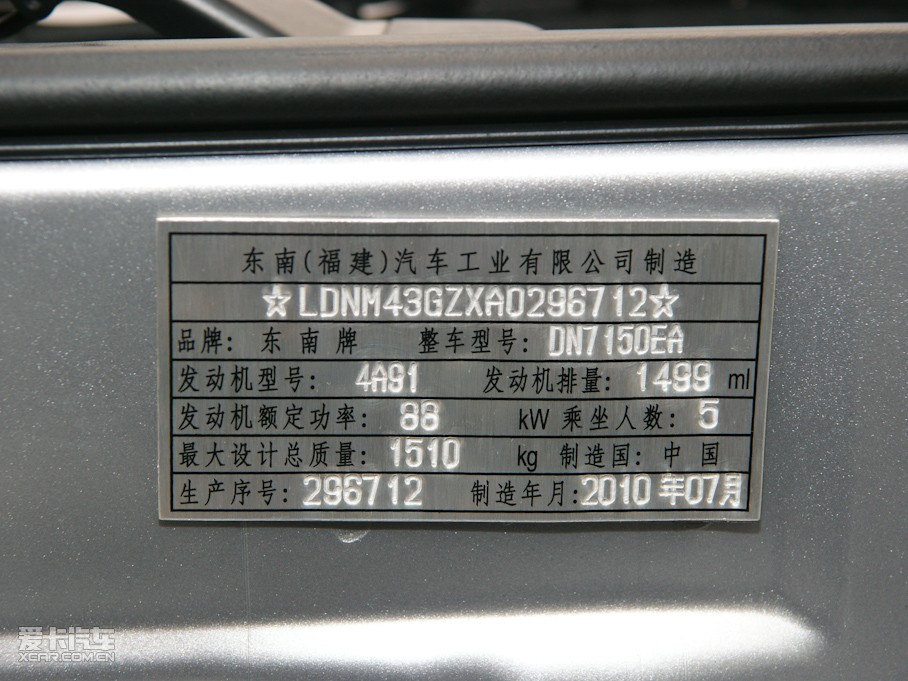 东南(福建)汽车工业有限公司制造
☆LDNM43GZXA0296712☆
品牌: 东南牌 整车型号: DN7150EA
发动机型号: 4A91 发动机排量: 1499 ml
发动机额定功率: 88 kW 乘坐人数: 5
最大设计总质量: 1510 kg 制造国: 中国
生产序号: 296712 制造年月: 2010年07月
爱卡汽车
XCAR.COM.CN